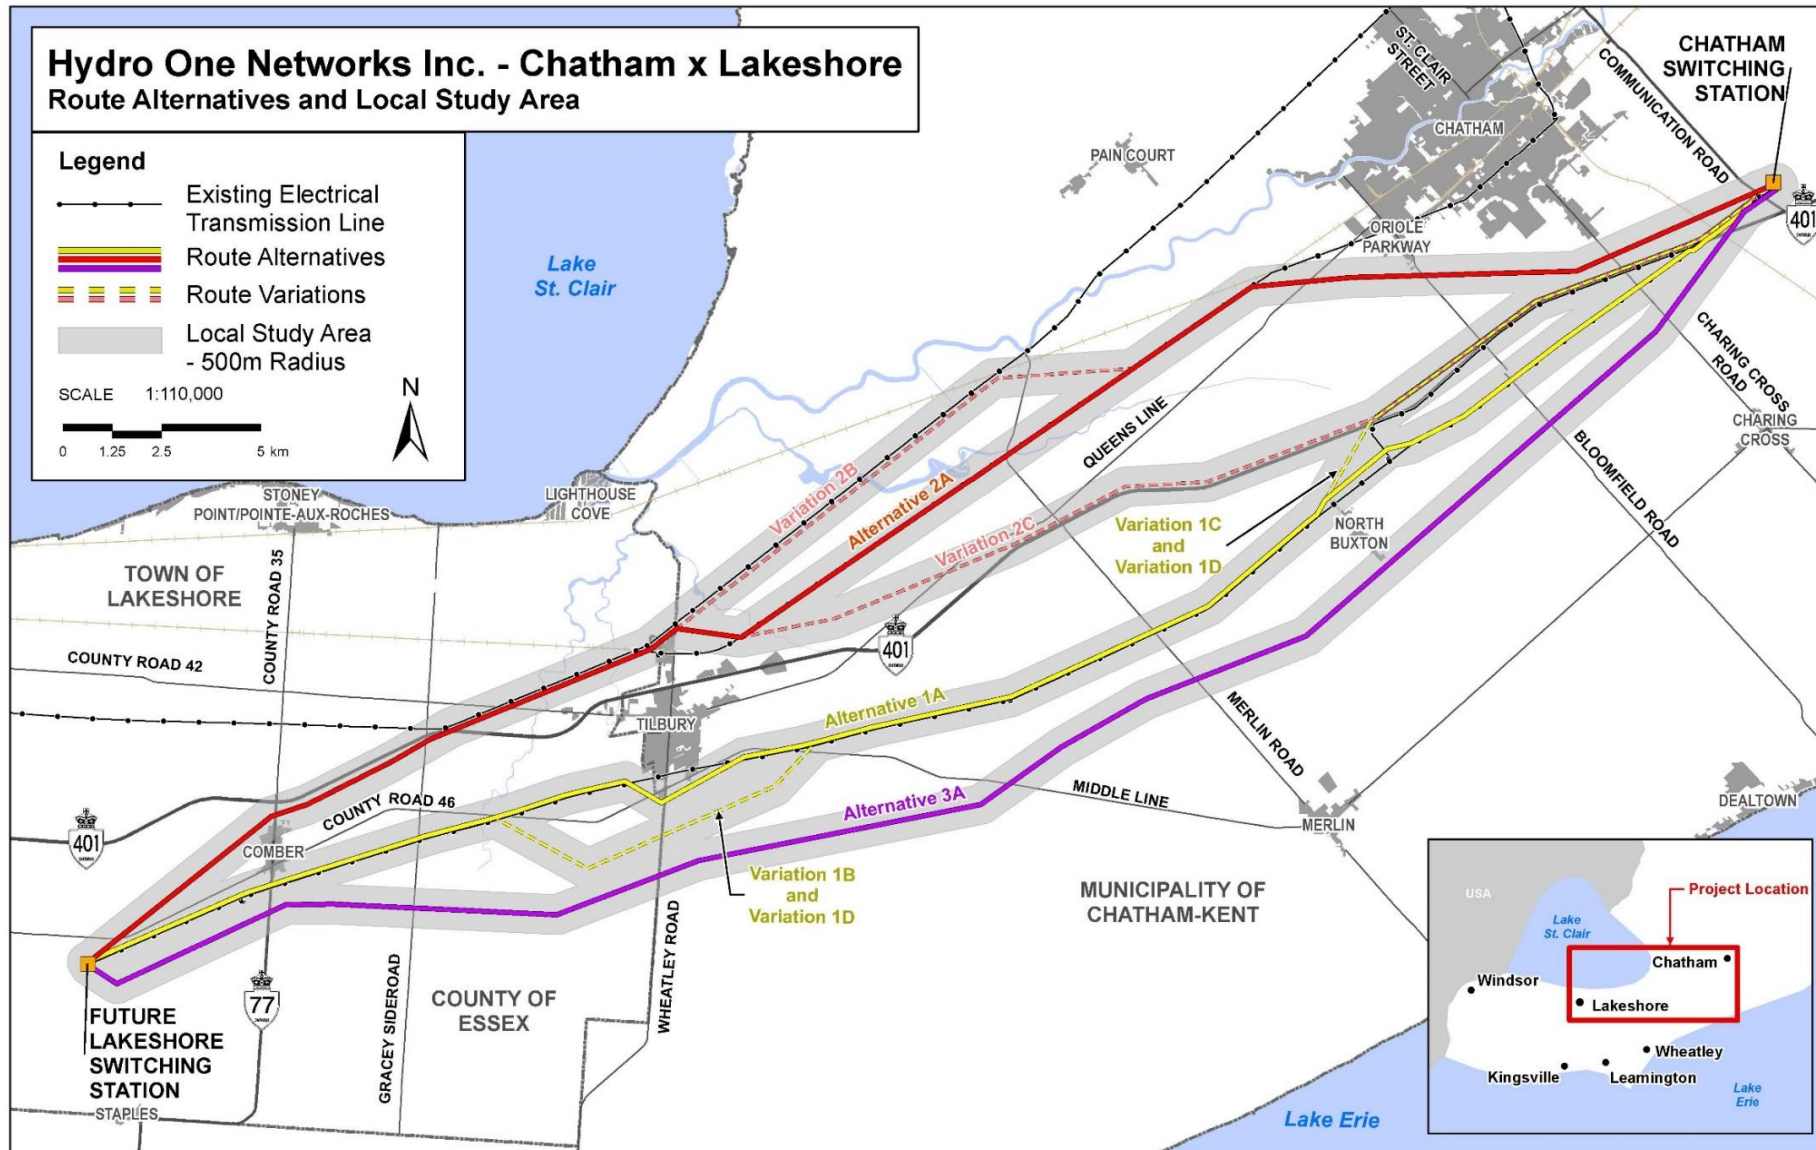 Hydro One Networks Inc. - Chatham x Lakeshore
Route Alternatives and Local Study Area
Legend
Existing Electrical
Transmission Line
Route Alternatives
Route Variations
Local Study Area
- 500m Radius
SCALE 1:110,000
0 1.25 2.5 5 km
N
ST. CLAIR
STREET
COMMUNICATION ROAD
CHATHAM
SWITCHING
STATION
CHATHAM
PAIN COURT
ORIOLE
PARKWAY
401
ONTARIO
Lake
St. Clair
CHARING CROSS
ROAD
CHARING
CROSS
BLOOMFIELD ROAD
QUEENS LINE
Variation 2B
Alternative 2A
Variation 2C
Variation 1C
and
Variation 1D
NORTH
BUXTON
STONEY
POINT/POINTE-AUX-ROCHES
LIGHTHOUSE
COVE
TOWN OF
LAKESHORE
COUNTY ROAD 35
COUNTY ROAD 42
401
ONTARIO
TILBURY
Alternative 1A
MERLIN ROAD
COUNTY ROAD 46
Alternative 3A
MIDDLE LINE
MERLIN
DEALTOWN
401
ONTARIO
COMBER
Variation 1B
and
Variation 1D
MUNICIPALITY OF
CHATHAM-KENT
WHEATLEY ROAD
GRACEY SIDEROAD
COUNTY OF
ESSEX
77
ONTARIO
FUTURE
LAKESHORE
SWITCHING
STATION
STAPLES
Lake Erie
USA
Project Location
Lake
St. Clair
Chatham
Windsor
Lakeshore
Wheatley
Kingsville
Leamington
Lake
Erie